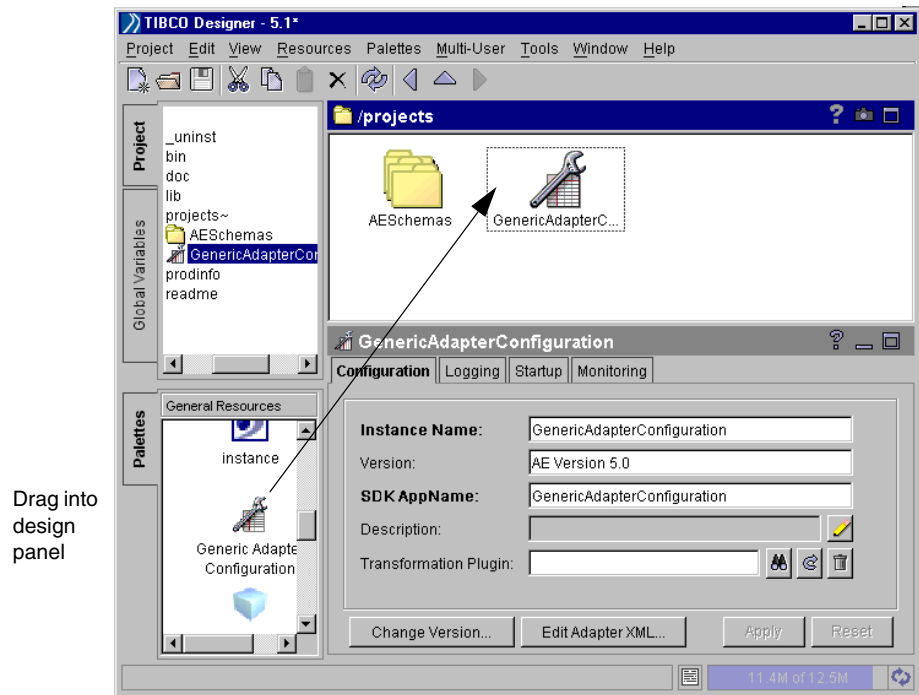 TIBCO Designer - 5.1*
Project Edit View Resources Palettes Multi-User Tools Window Help
Project
Global Variables
_uninst
bin
doc
lib
projects~
AESchemas
GenericAdapterCor
prodinfo
readme
/projects
AESchemas
GenericAdapterC...
GenericAdapterConfiguration
Configuration Logging Startup Monitoring
Palettes
General Resources
instance
Generic Adapte
Configuration
Drag into
design
panel
Instance Name: GenericAdapterConfiguration
Version: AE Version 5.0
SDK AppName: GenericAdapterConfiguration
Description:
Transformation Plugin:
Change Version... Edit Adapter XML... Apply Reset
11.4M of 12.5M